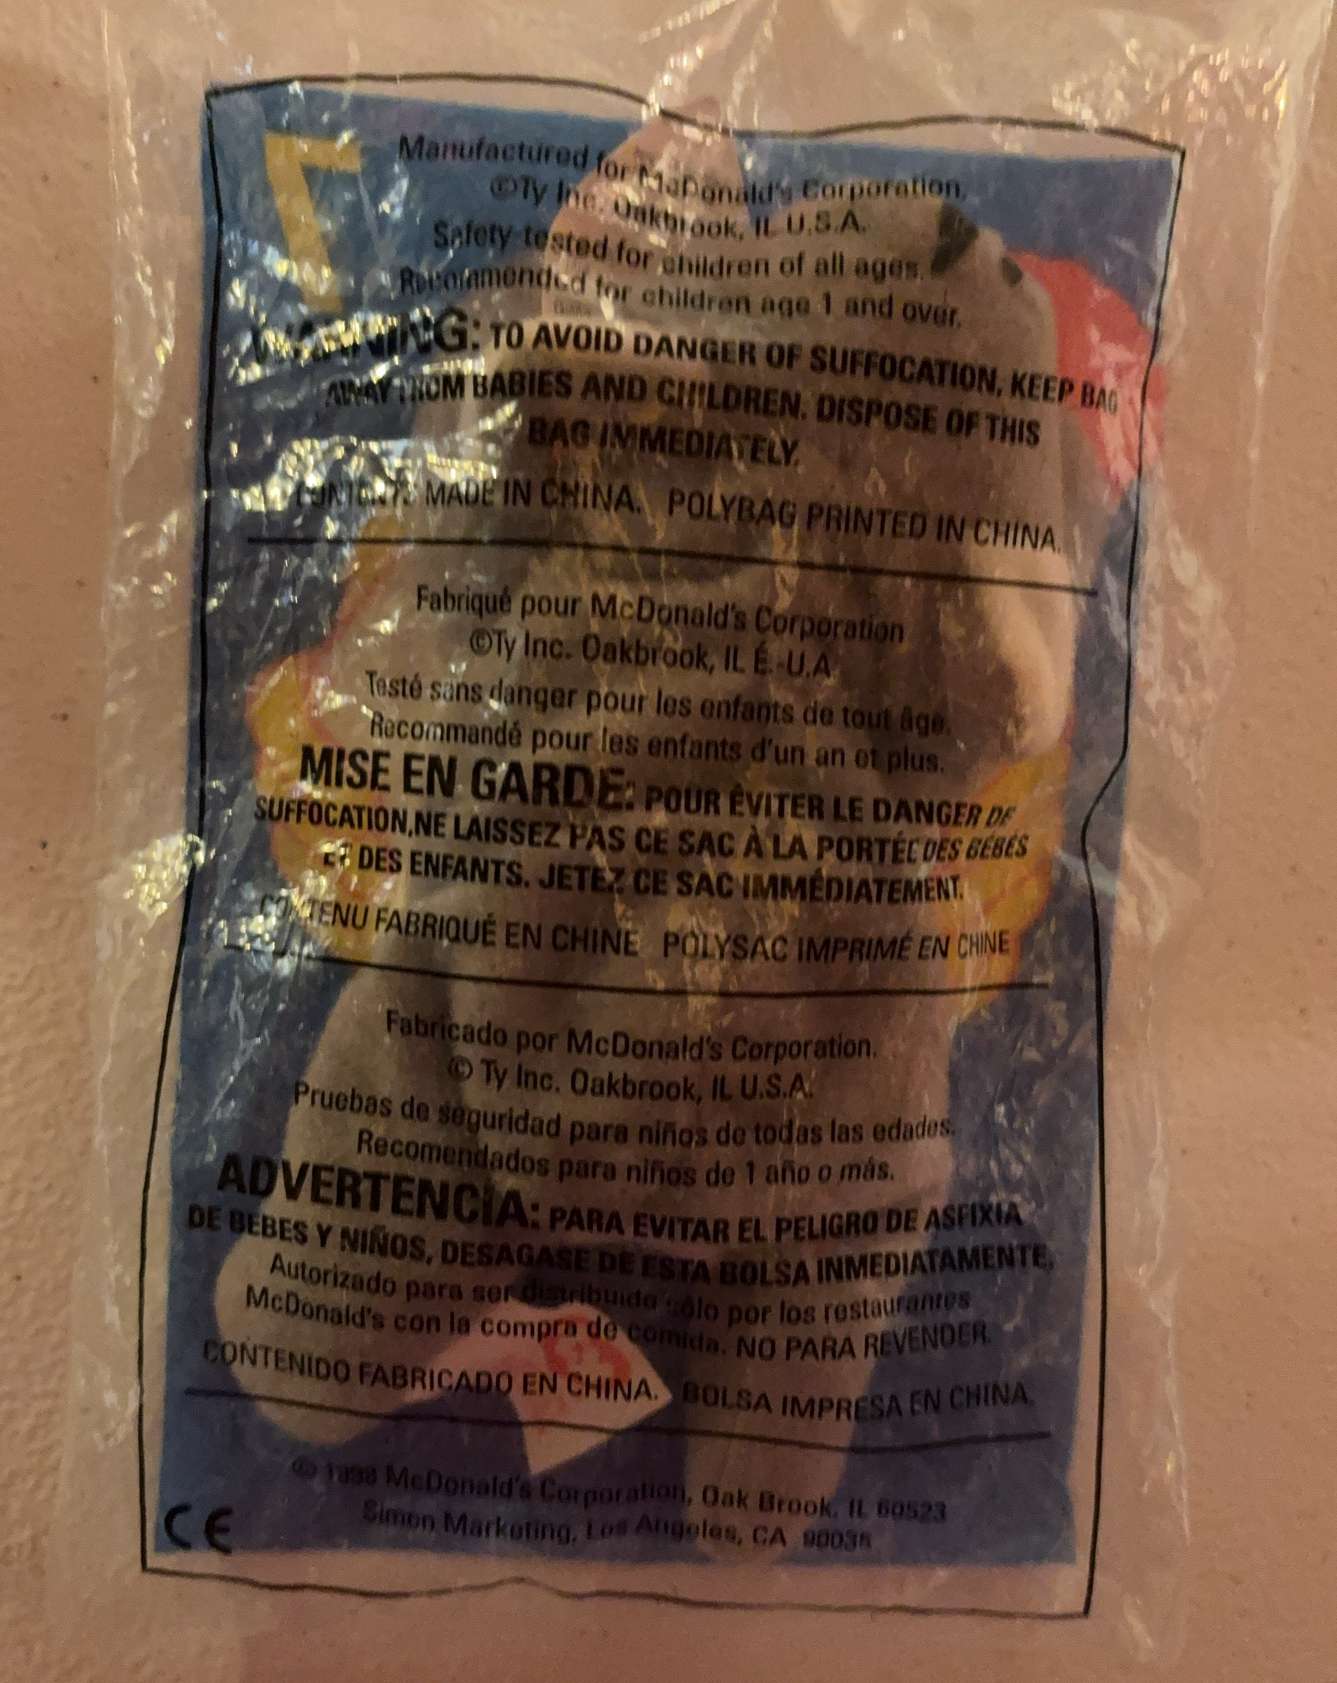 Manufactured for McDonald's Corporation,
©Ty Inc. Oakbrook, IL U.S.A.
Safety tested for children of all ages.
Recommended for children age 1 and over.
WARNING: TO AVOID DANGER OF SUFFOCATION, KEEP BAG
AWAY FROM BABIES AND CHILDREN. DISPOSE OF THIS
BAG IMMEDIATELY.
CONTENTS MADE IN CHINA. POLYBAG PRINTED IN CHINA.
Fabriqué pour McDonald's Corporation
©Ty Inc. Oakbrook, IL É.-U.A
Testé sans danger pour les enfants de tout âge.
Recommandé pour les enfants d'un an et plus.
MISE EN GARDE: POUR ÉVITER LE DANGER DE
SUFFOCATION,NE LAISSEZ PAS CE SAC À LA PORTÉE DES BÉBÉS
ET DES ENFANTS. JETEZ CE SAC IMMÉDIATEMENT.
CONTENU FABRIQUÉ EN CHINE POLYSAC IMPRIMÉ EN CHINE
Fabricado por McDonald's Corporation.
© Ty Inc. Oakbrook, IL U.S.A.
Pruebas de seguridad para niños de todas las edades.
Recomendados para niños de 1 año o más.
ADVERTENCIA: PARA EVITAR EL PELIGRO DE ASFIXIA
DE BEBES Y NIÑOS, DESAGASE DE ESTA BOLSA INMEDIATAMENTE,
Autorizado para ser distribuido sólo por los restaurantes
McDonald's con la compra de comida. NO PARA REVENDER.
CONTENIDO FABRICADO EN CHINA. BOLSA IMPRESA EN CHINA.
© 1998 McDonald's Corporation, Oak Brook, IL 60523
Simon Marketing, Los Angeles, CA 90035
CE